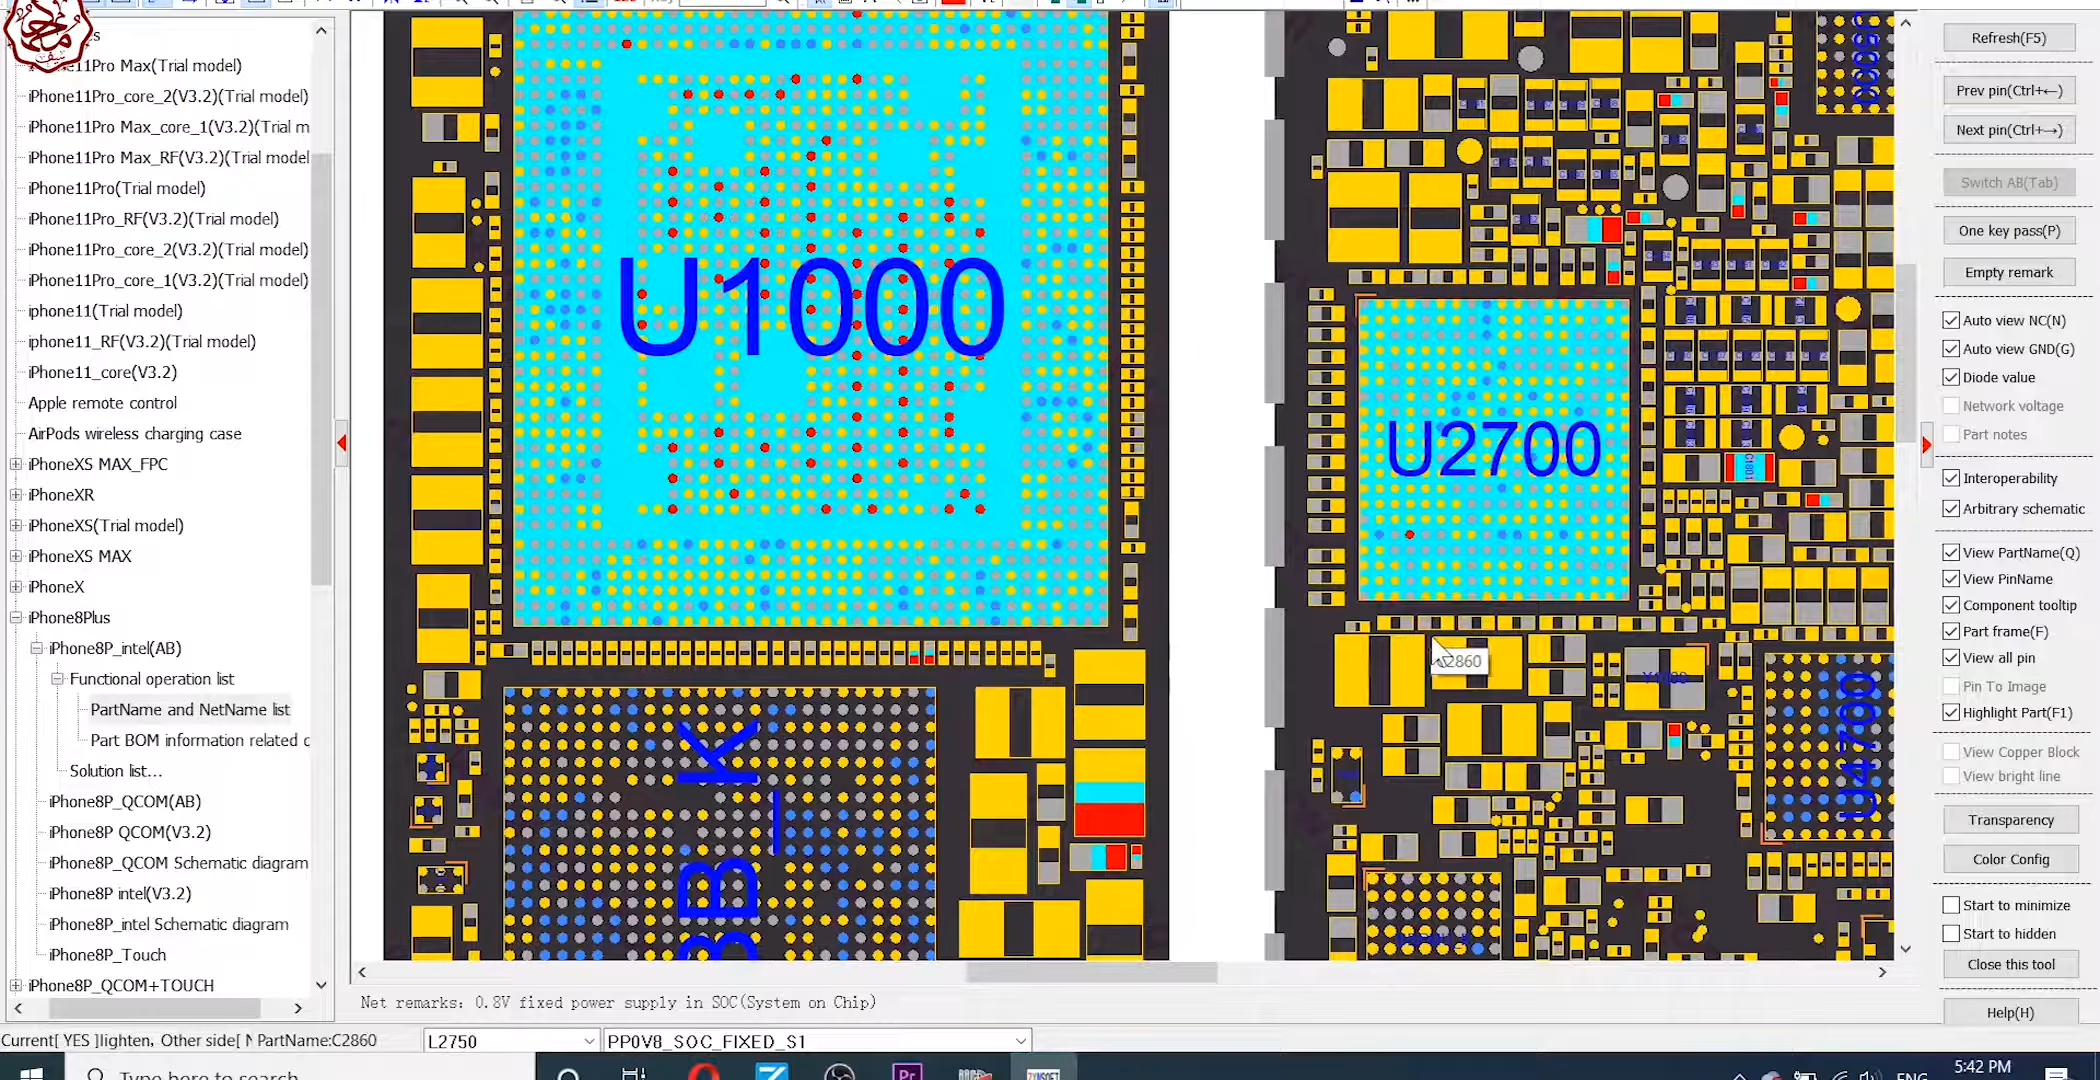 iPhone11Pro Max(Trial model)
iPhone11Pro_core_2(V3.2)(Trial model)
iPhone11Pro Max_core_1(V3.2)(Trial m
iPhone11Pro Max_RF(V3.2)(Trial model
iPhone11Pro(Trial model)
iPhone11Pro_RF(V3.2)(Trial model)
iPhone11Pro_core_2(V3.2)(Trial model)
iPhone11Pro_core_1(V3.2)(Trial model)
iphone11(Trial model)
iphone11_RF(V3.2)(Trial model)
iPhone11_core(V3.2)
Apple remote control
AirPods wireless charging case
iPhoneXS MAX_FPC
iPhoneXR
iPhoneXS(Trial model)
iPhoneXS MAX
iPhoneX
iPhone8Plus
iPhone8P_intel(AB)
Functional operation list
PartName and NetName list
Part BOM information related c
Solution list...
iPhone8P_QCOM(AB)
iPhone8P QCOM(V3.2)
iPhone8P_QCOM Schematic diagram
iPhone8P intel(V3.2)
iPhone8P_intel Schematic diagram
iPhone8P_Touch
iPhone8P_QCOM+TOUCH
U1000
U2700
2860
U4700
BB_K
C1801
Refresh(F5)
Prev pin(Ctrl+←)
Next pin(Ctrl+→)
Switch AB(Tab)
One key pass(P)
Empty remark
Auto view NC(N)
Auto view GND(G)
Diode value
Network voltage
Part notes
Interoperability
Arbitrary schematic
View PartName(Q)
View PinName
Component tooltip
Part frame(F)
View all pin
Pin To Image
Highlight Part(F1)
View Copper Block
View bright line
Transparency
Color Config
Start to minimize
Start to hidden
Close this tool
Help(H)
Net remarks: 0.8V fixed power supply in SOC(System on Chip)
Current[ YES ]lighten, Other side[ N PartName:C2860
L2750
PP0V8_SOC_FIXED_S1
Type here to search
Pr
ENG
5:42 PM